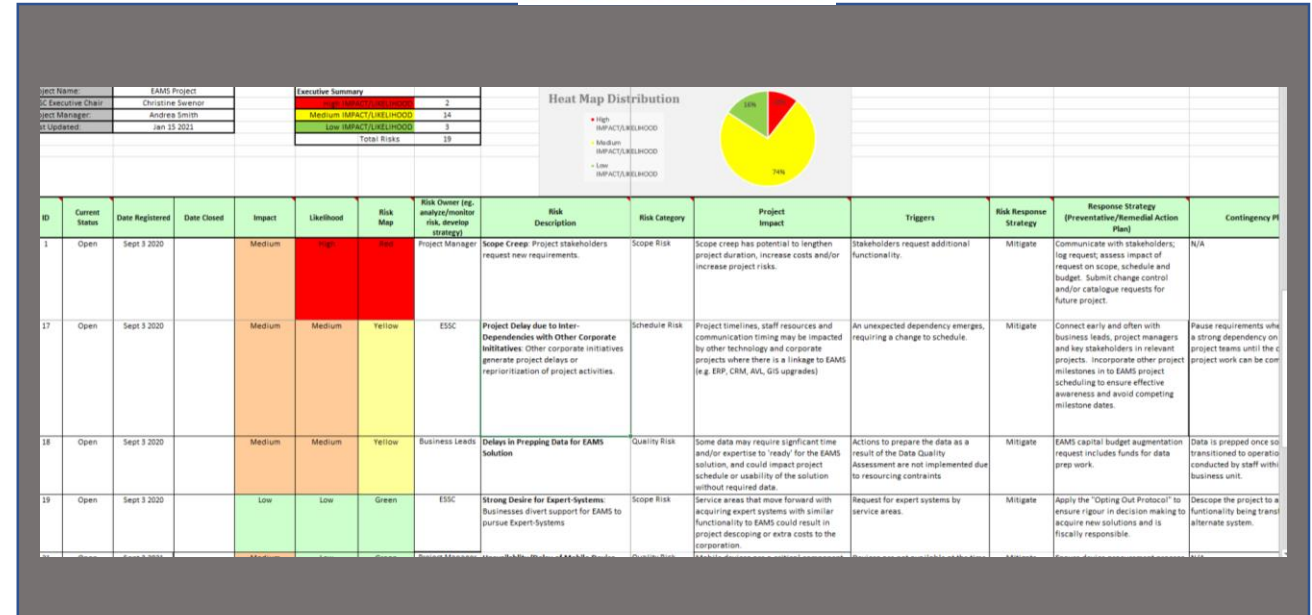 ject Name: EAMS Project
SC Executive Chair Christine Swenor
ject Manager: Andrea Smith
t Updated: Jan 15 2021
Executive Summary
High IMPACT/LIKELIHOOD 2
Medium IMPACT/LIKELIHOOD 14
Low IMPACT/LIKELIHOOD 3
Total Risks 19
Heat Map Distribution
High
IMPACT/LIKELIHOOD
Medium
IMPACT/LIKELIHOOD
Low
IMPACT/LIKELIHOOD
16%
74%
ID
Current
Status
Date Registered
Date Closed
Impact
Likelihood
Risk
Map
Risk Owner (eg.
analyze/monitor
risk, develop
strategy)
Risk
Description
Risk Category
Project
Impact
Triggers
Risk Response
Strategy
Response Strategy
(Preventative/Remedial Action
Plan)
Contingency Pl
1
Open
Sept 3 2020
Medium
High
Red
Project Manager
Scope Creep: Project stakeholders
request new requirements.
Scope Risk
Scope creep has potential to lengthen
project duration, increase costs and/or
increase project risks.
Stakeholders request additional
functionality.
Mitigate
Communicate with stakeholders;
log request; assess impact of
request on scope, schedule and
budget. Submit change control
and/or catalogue requests for
future project.
N/A
17
Open
Sept 3 2020
Medium
Medium
Yellow
ESSC
Project Delay due to Inter-
Dependencies with Other Corporate
Inititatives: Other corporate initiatives
generate project delays or
reprioritization of project activities.
Schedule Risk
Project timelines, staff resources and
communication timing may be impacted
by other technology and corporate
projects where there is a linkage to EAMS
(e.g. ERP, CRM, AVL, GIS upgrades)
An unexpected dependency emerges,
requiring a change to schedule.
Mitigate
Connect early and often with
business leads, project managers
and key stakeholders in relevant
projects. Incorporate other project
milestones in to EAMS project
scheduling to ensure effective
awareness and avoid competing
milestone dates.
Pause requirements whe
a strong dependency on
project teams until the
project work can be com
18
Open
Sept 3 2020
Medium
Medium
Yellow
Business Leads
Delays in Prepping Data for EAMS
Solution
Quality Risk
Some data may require signficant time
and/or expertise to 'ready' for the EAMS
solution, and could impact project
schedule or usability of the solution
without required data.
Actions to prepare the data as a
result of the Data Quality
Assessment are not implemented due
to resourcing contraints
Mitigate
EAMS capital budget augmentation
request includes funds for data
prep work.
Data is prepped once so
transitioned to operatio
conducted by staff withi
business unit.
19
Open
Sept 3 2020
Low
Low
Green
ESSC
Strong Desire for Expert-Systems:
Businesses divert support for EAMS to
pursue Expert-Systems
Scope Risk
Service areas that move forward with
acquiring expert systems with similar
functionality to EAMS could result in
project descoping or extra costs to the
corporation.
Request for expert systems by
service areas.
Mitigate
Apply the "Opting Out Protocol" to
ensure rigour in decision making to
acquire new solutions and is
fiscally responsible.
Descope the project to a
funtionality being trans
alternate system.